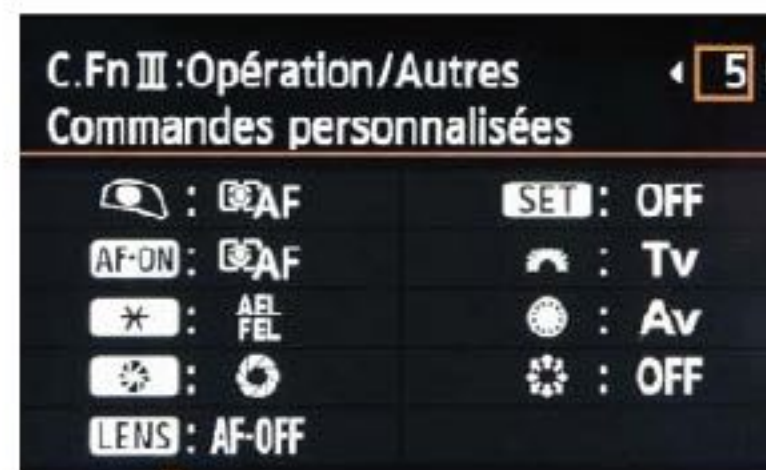 C.Fn III :Opération/Autres 5
Commandes personnalisées
: AF
SET : OFF
AF-ON : AF
: Tv
: AEL
FEL
: Av
:
: OFF
LENS : AF-OFF